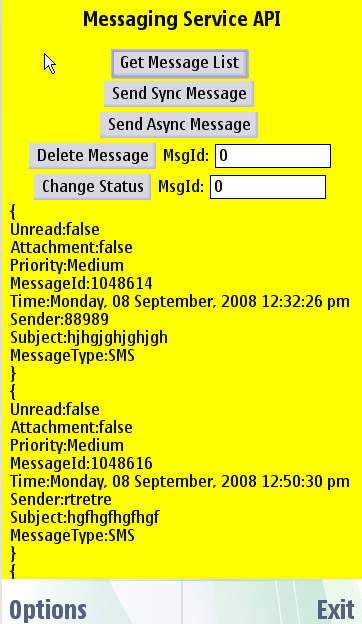 Messaging Service API
Get Message List
Send Sync Message
Send Async Message
Delete Message MsgId: 0
Change Status MsgId: 0
{
Unread:false
Attachment:false
Priority:Medium
MessageId:1048614
Time:Monday, 08 September, 2008 12:32:26 pm
Sender:88989
Subject:hjhgjghjghjgh
MessageType:SMS
}
{
Unread:false
Attachment:false
Priority:Medium
MessageId:1048616
Time:Monday, 08 September, 2008 12:50:30 pm
Sender:rtretre
Subject:hgfhgfhgfhgf
MessageType:SMS
}
{
Options Exit